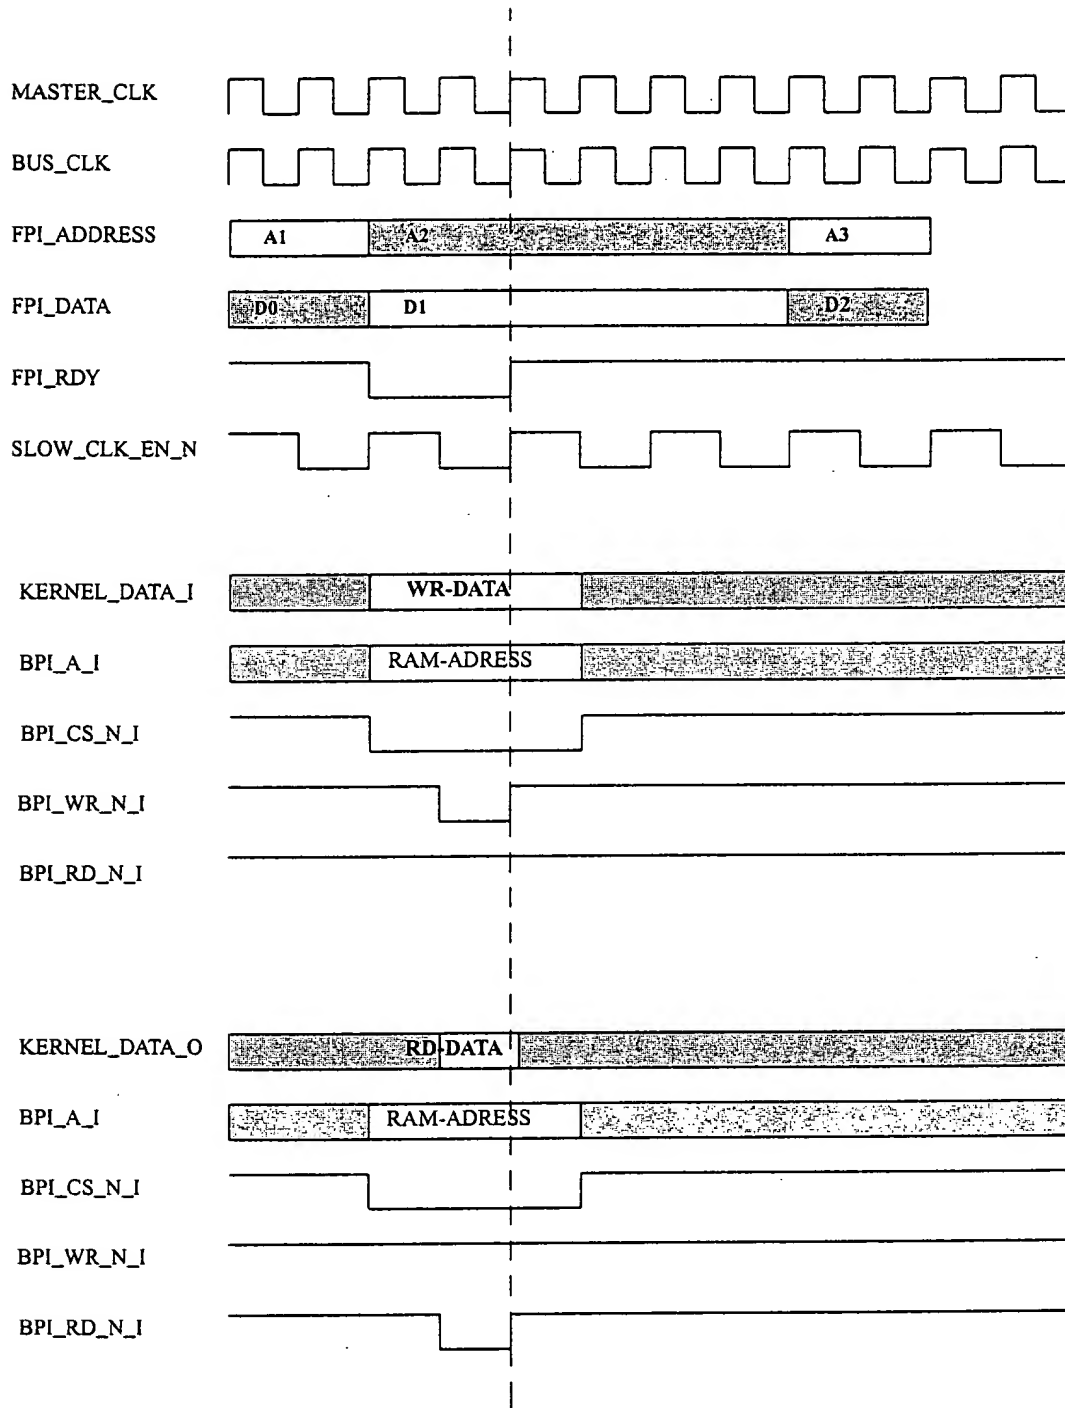 MASTER_CLK
BUS_CLK
FPI_ADDRESS A1 A2 A3
FPI_DATA D0 D1 D2
FPI_RDY
SLOW_CLK_EN_N
KERNEL_DATA_I WR-DATA
BPI_A_I RAM-ADRESS
BPI_CS_N_I
BPI_WR_N_I
BPI_RD_N_I
KERNEL_DATA_O RD-DATA
BPI_A_I RAM-ADRESS
BPI_CS_N_I
BPI_WR_N_I
BPI_RD_N_I